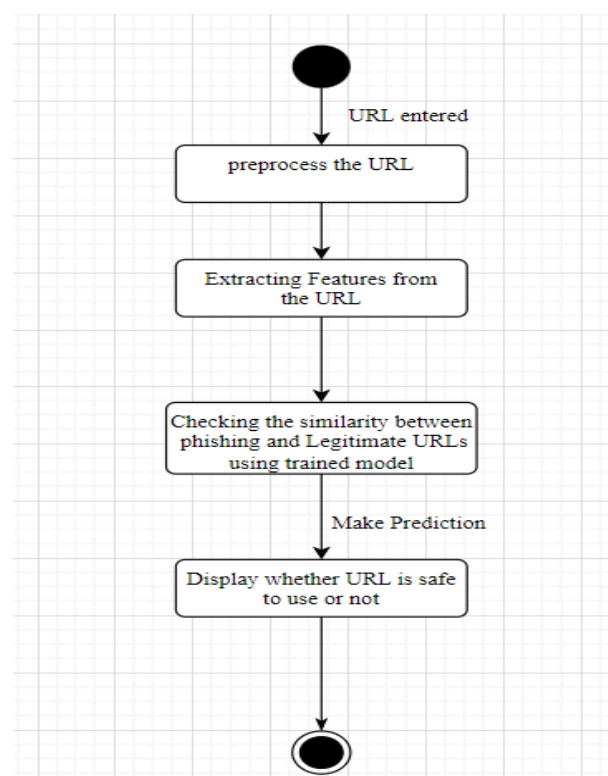 URL entered
preprocess the URL
Extracting Features from
the URL
Checking the similarity between
phishing and Legitimate URLs
using trained model
Make Prediction
Display whether URL is safe
to use or not